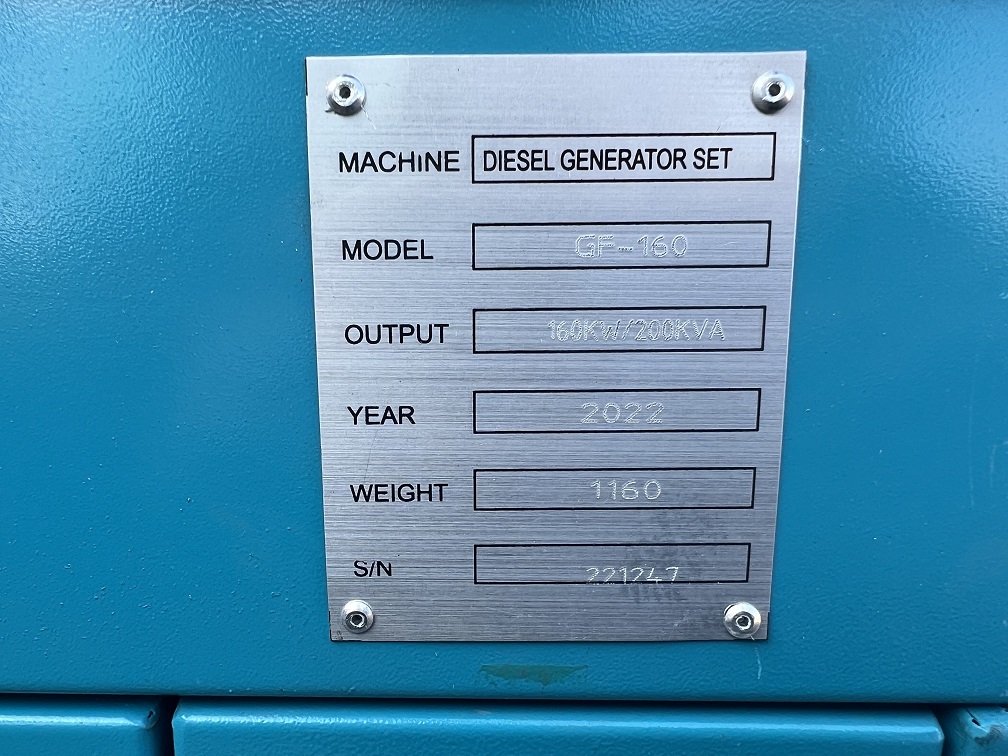 MACHINE DIESEL GENERATOR SET
MODEL GF-160
OUTPUT 160KW/200KVA
YEAR 2022
WEIGHT 1160
S/N 221247